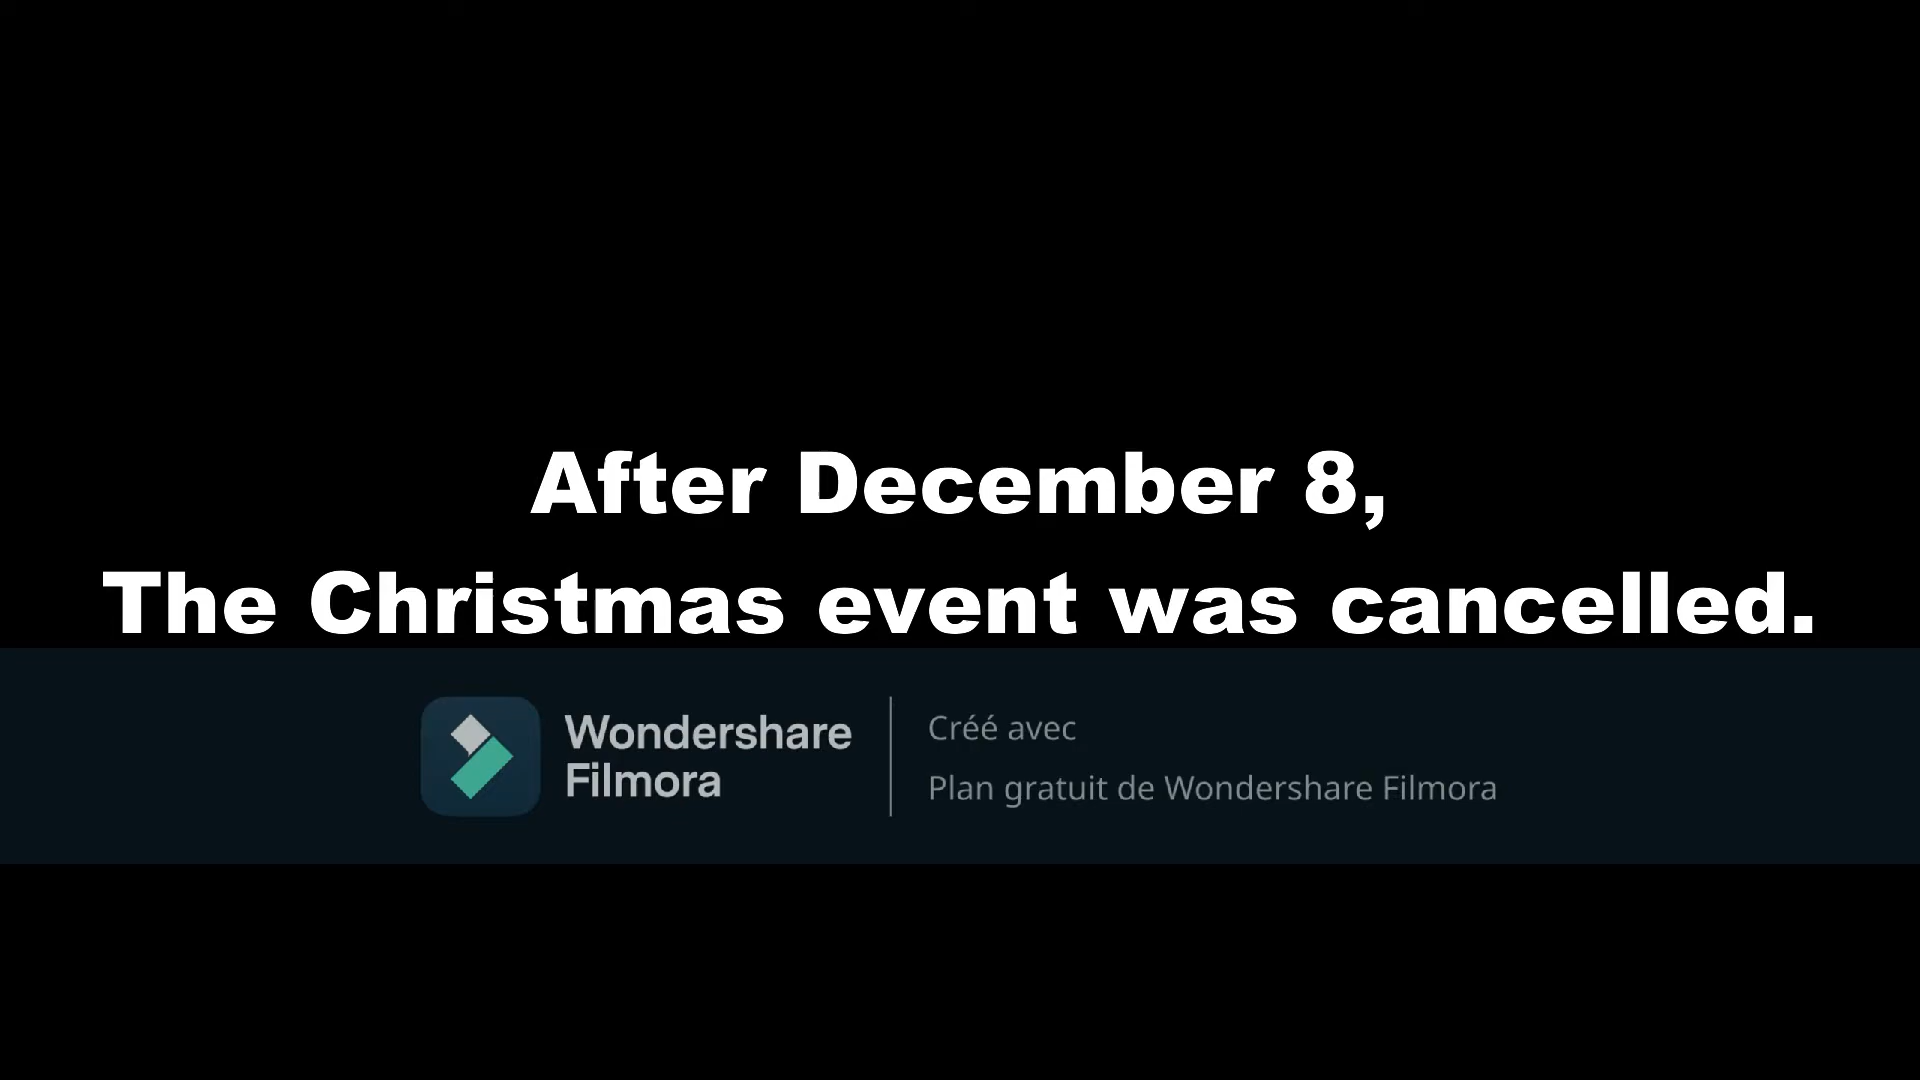 After December 8,
The Christmas event was cancelled.
Wondershare
Filmora
Créé avec
Plan gratuit de Wondershare Filmora